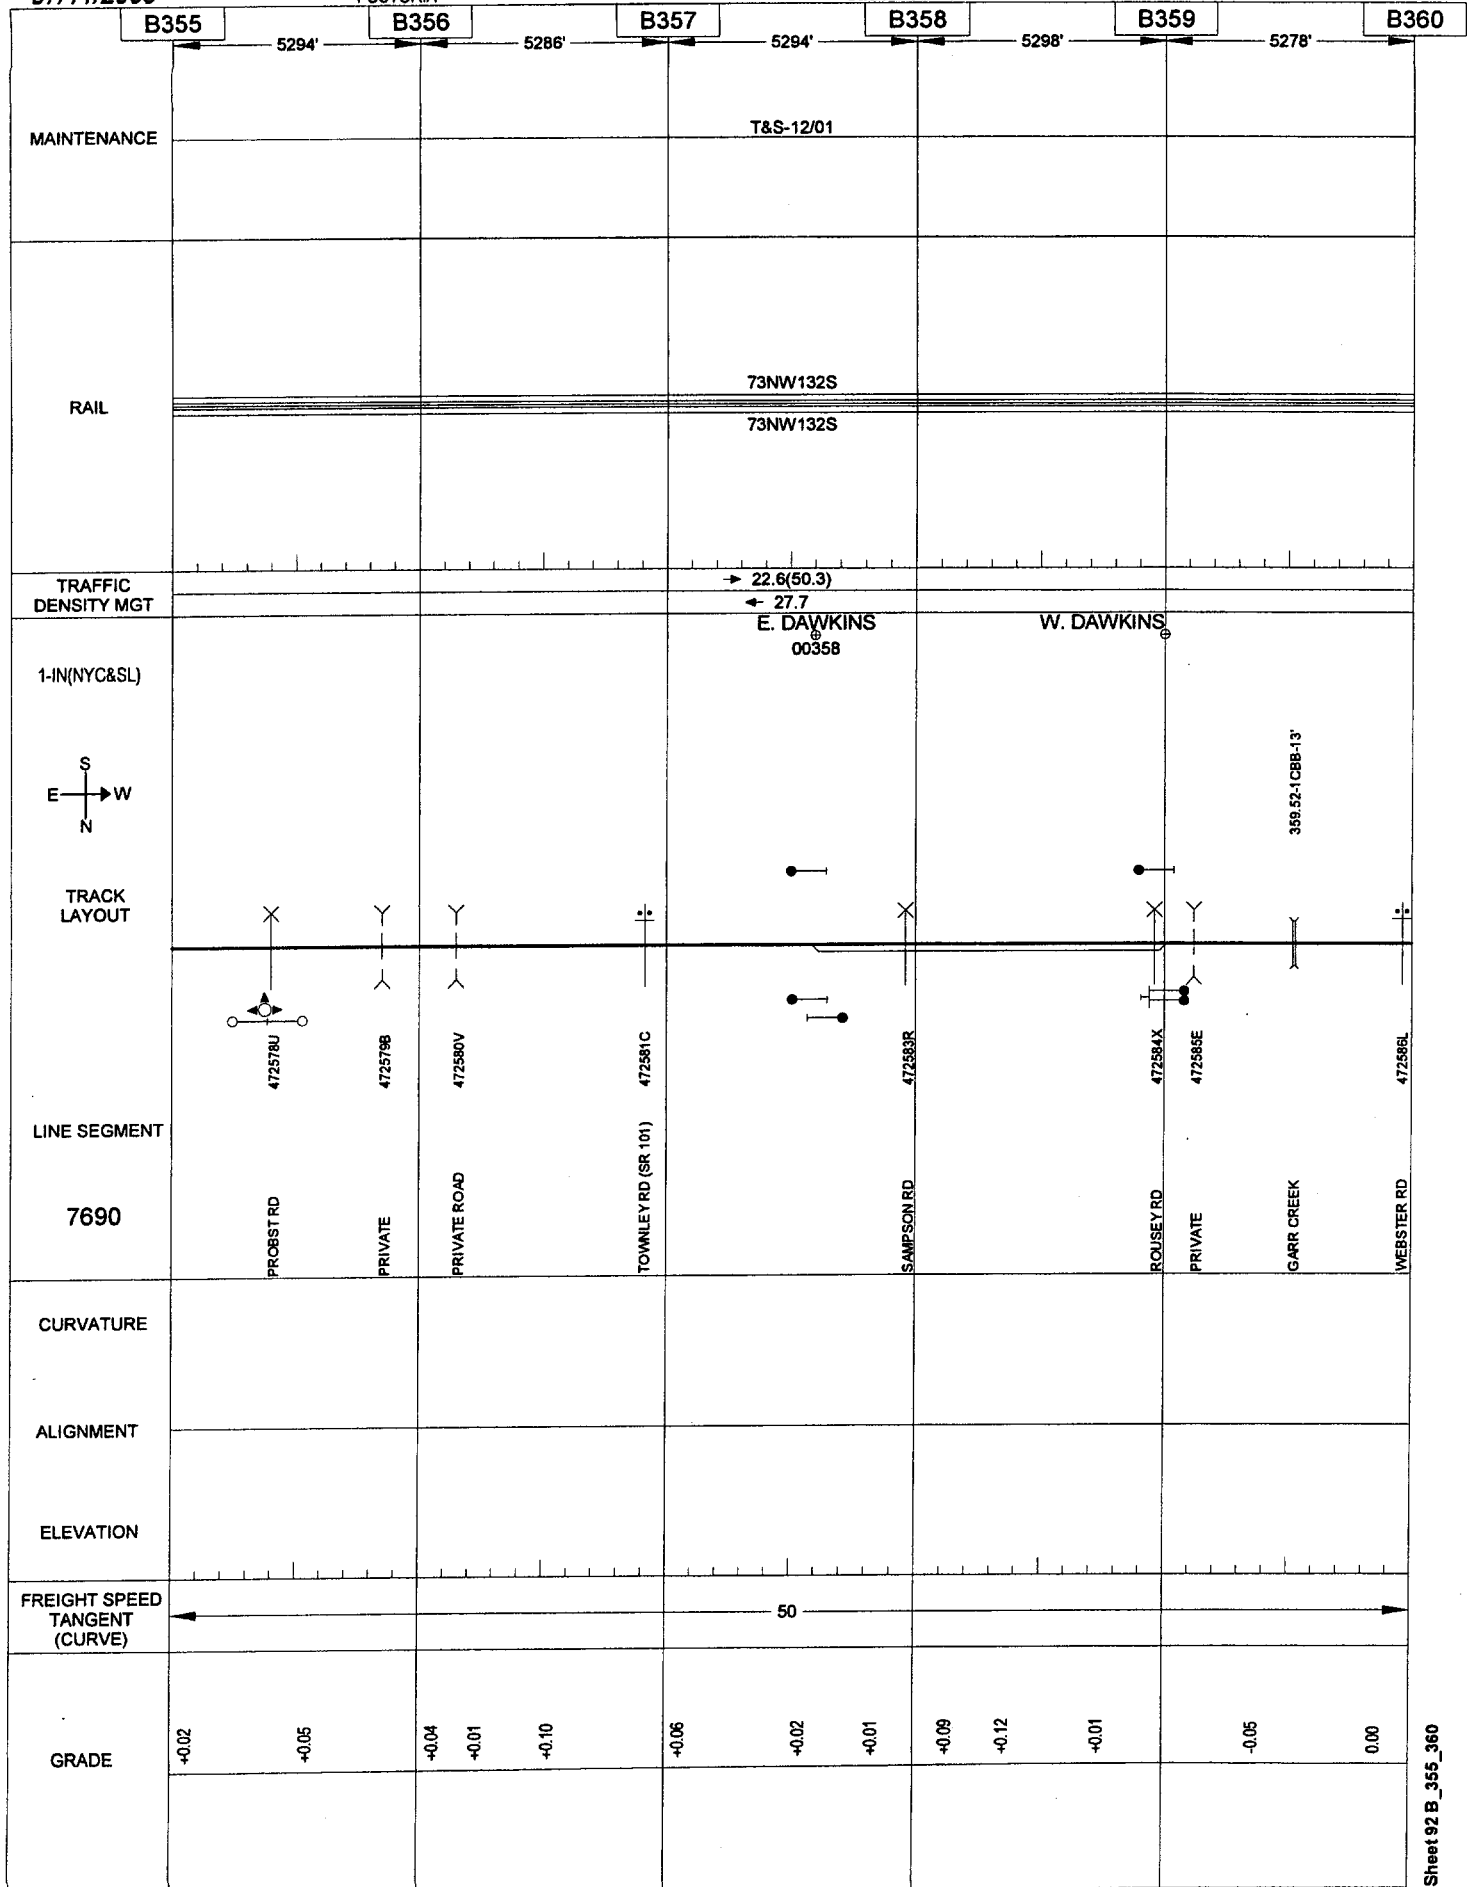 B355 B356 B357 B358 B359 B360
5294' 5286' 5294' 5298' 5278'
MAINTENANCE
T&S-12/01
RAIL
73NW132S
73NW132S
TRAFFIC
DENSITY MGT
22.6(50.3)
27.7
E. DAWKINS
00358
W. DAWKINS
1-IN(NYC&SL)
S
E W
N
359.52-1CBB-13'
TRACK
LAYOUT
472578U
472579B
472580V
472581C
472583R
472584X
472585E
472586L
LINE SEGMENT
7690
PROBST RD
PRIVATE
PRIVATE ROAD
TOWNLEY RD (SR 101)
SAMPSON RD
ROUSEY RD
PRIVATE
GARR CREEK
WEBSTER RD
CURVATURE
ALIGNMENT
ELEVATION
FREIGHT SPEED
TANGENT
(CURVE)
50
GRADE
+0.02
+0.05
+0.04
+0.01
+0.10
+0.06
+0.02
+0.01
+0.09
+0.12
+0.01
-0.05
0.00
Sheet 92 B_355_360